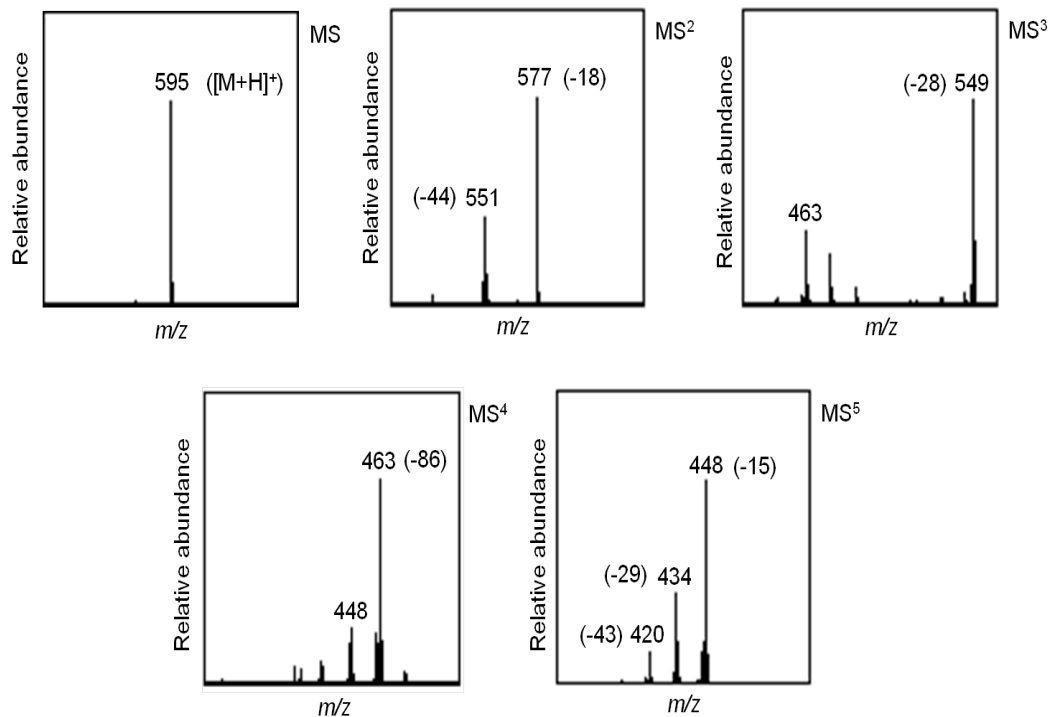 MS
Relative abundance
595 ([M+H]⁺)
m/z
MS²
Relative abundance
577 (-18)
(-44) 551
m/z
MS³
Relative abundance
(-28) 549
463
m/z
MS⁴
Relative abundance
463 (-86)
448
m/z
MS⁵
Relative abundance
448 (-15)
(-29) 434
(-43) 420
m/z